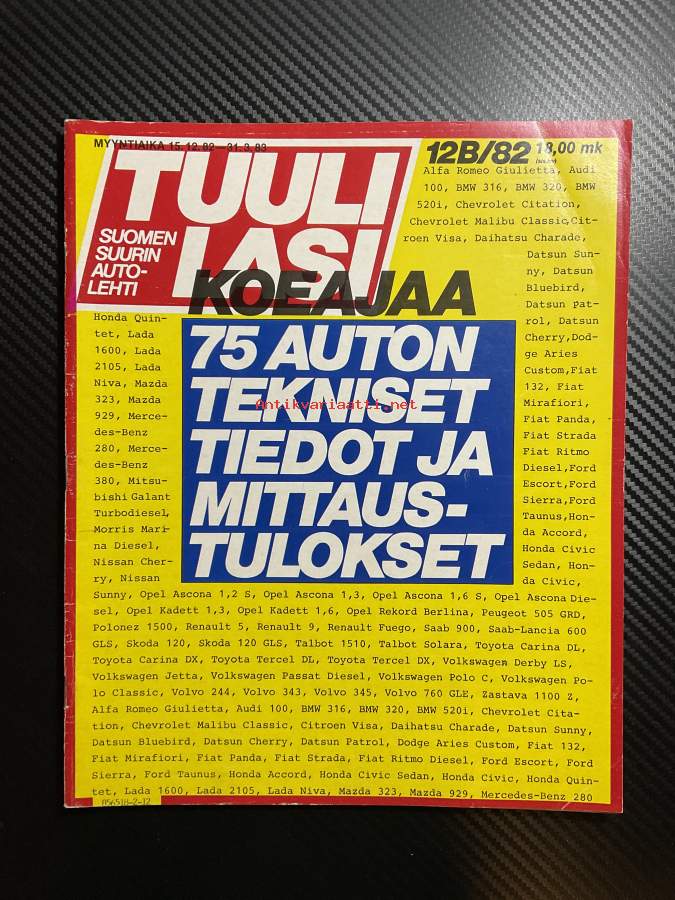 MYYNTIAIKA 15.12.82—31.3.83
12B/82 18,00 mk
TUULI
LASI
SUOMEN
SUURIN
AUTO-
LEHTI
KOEAJAA
75 AUTON
TEKNISET
TIEDOT JA
MITTAUS-
TULOKSET
Antikvariaatti.net
Alfa Romeo Giulietta, Audi
100, BMW 316, BMW 320, BMW
520i, Chevrolet Citation,
Chevrolet Malibu Classic,Cit-
roen Visa, Daihatsu Charade,
Datsun Sun-
ny, Datsun
Bluebird,
Datsun Pat-
rol, Datsun
Cherry,Dod-
ge Aries
Custom,Fiat
132, Fiat
Mirafiori,
Fiat Panda,
Fiat Strada
Fiat Ritmo
Diesel,Ford
Escort,Ford
Sierra,Ford
Taunus,Hon-
da Accord,
Honda Civic
Sedan, Hon-
da Civic,
Honda Quin-
tet, Lada
1600, Lada
2105, Lada
Niva, Mazda
323, Mazda
929, Merce-
des-Benz
280, Merce-
des-Benz
380, Mitsu-
bishi Galant
Turbodiesel,
Morris Mari-
na Diesel,
Nissan Cher-
ry, Nissan
Sunny, Opel Ascona 1,2 S, Opel Ascona 1,3, Opel Ascona 1,6 S, Opel Ascona Die-
sel, Opel Kadett 1,3, Opel Kadett 1,6, Opel Rekord Berlina, Peugeot 505 GRD,
Polonez 1500, Renault 5, Renault 9, Renault Fuego, Saab 900, Saab-Lancia 600
GLS, Skoda 120, Skoda 120 GLS, Talbot 1510, Talbot Solara, Toyota Carina DL,
Toyota Carina DX, Toyota Tercel DL, Toyota Tercel DX, Volkswagen Derby LS,
Volkswagen Jetta, Volkswagen Passat Diesel, Volkswagen Polo C, Volkswagen Po-
lo Classic, Volvo 244, Volvo 343, Volvo 345, Volvo 760 GLE, Zastava 1100 Z,
Alfa Romeo Giulietta, Audi 100, BMW 316, BMW 320, BMW 520i, Chevrolet Cita-
tion, Chevrolet Malibu Classic, Citroen Visa, Daihatsu Charade, Datsun Sunny,
Datsun Bluebird, Datsun Cherry, Datsun Patrol, Dodge Aries Custom, Fiat 132,
Fiat Mirafiori, Fiat Panda, Fiat Strada, Fiat Ritmo Diesel, Ford Escort, Ford
Sierra, Ford Taunus, Honda Accord, Honda Civic Sedan, Honda Civic, Honda Quin-
tet, Lada 1600, Lada 2105, Lada Niva, Mazda 323, Mazda 929, Mercedes-Benz 280